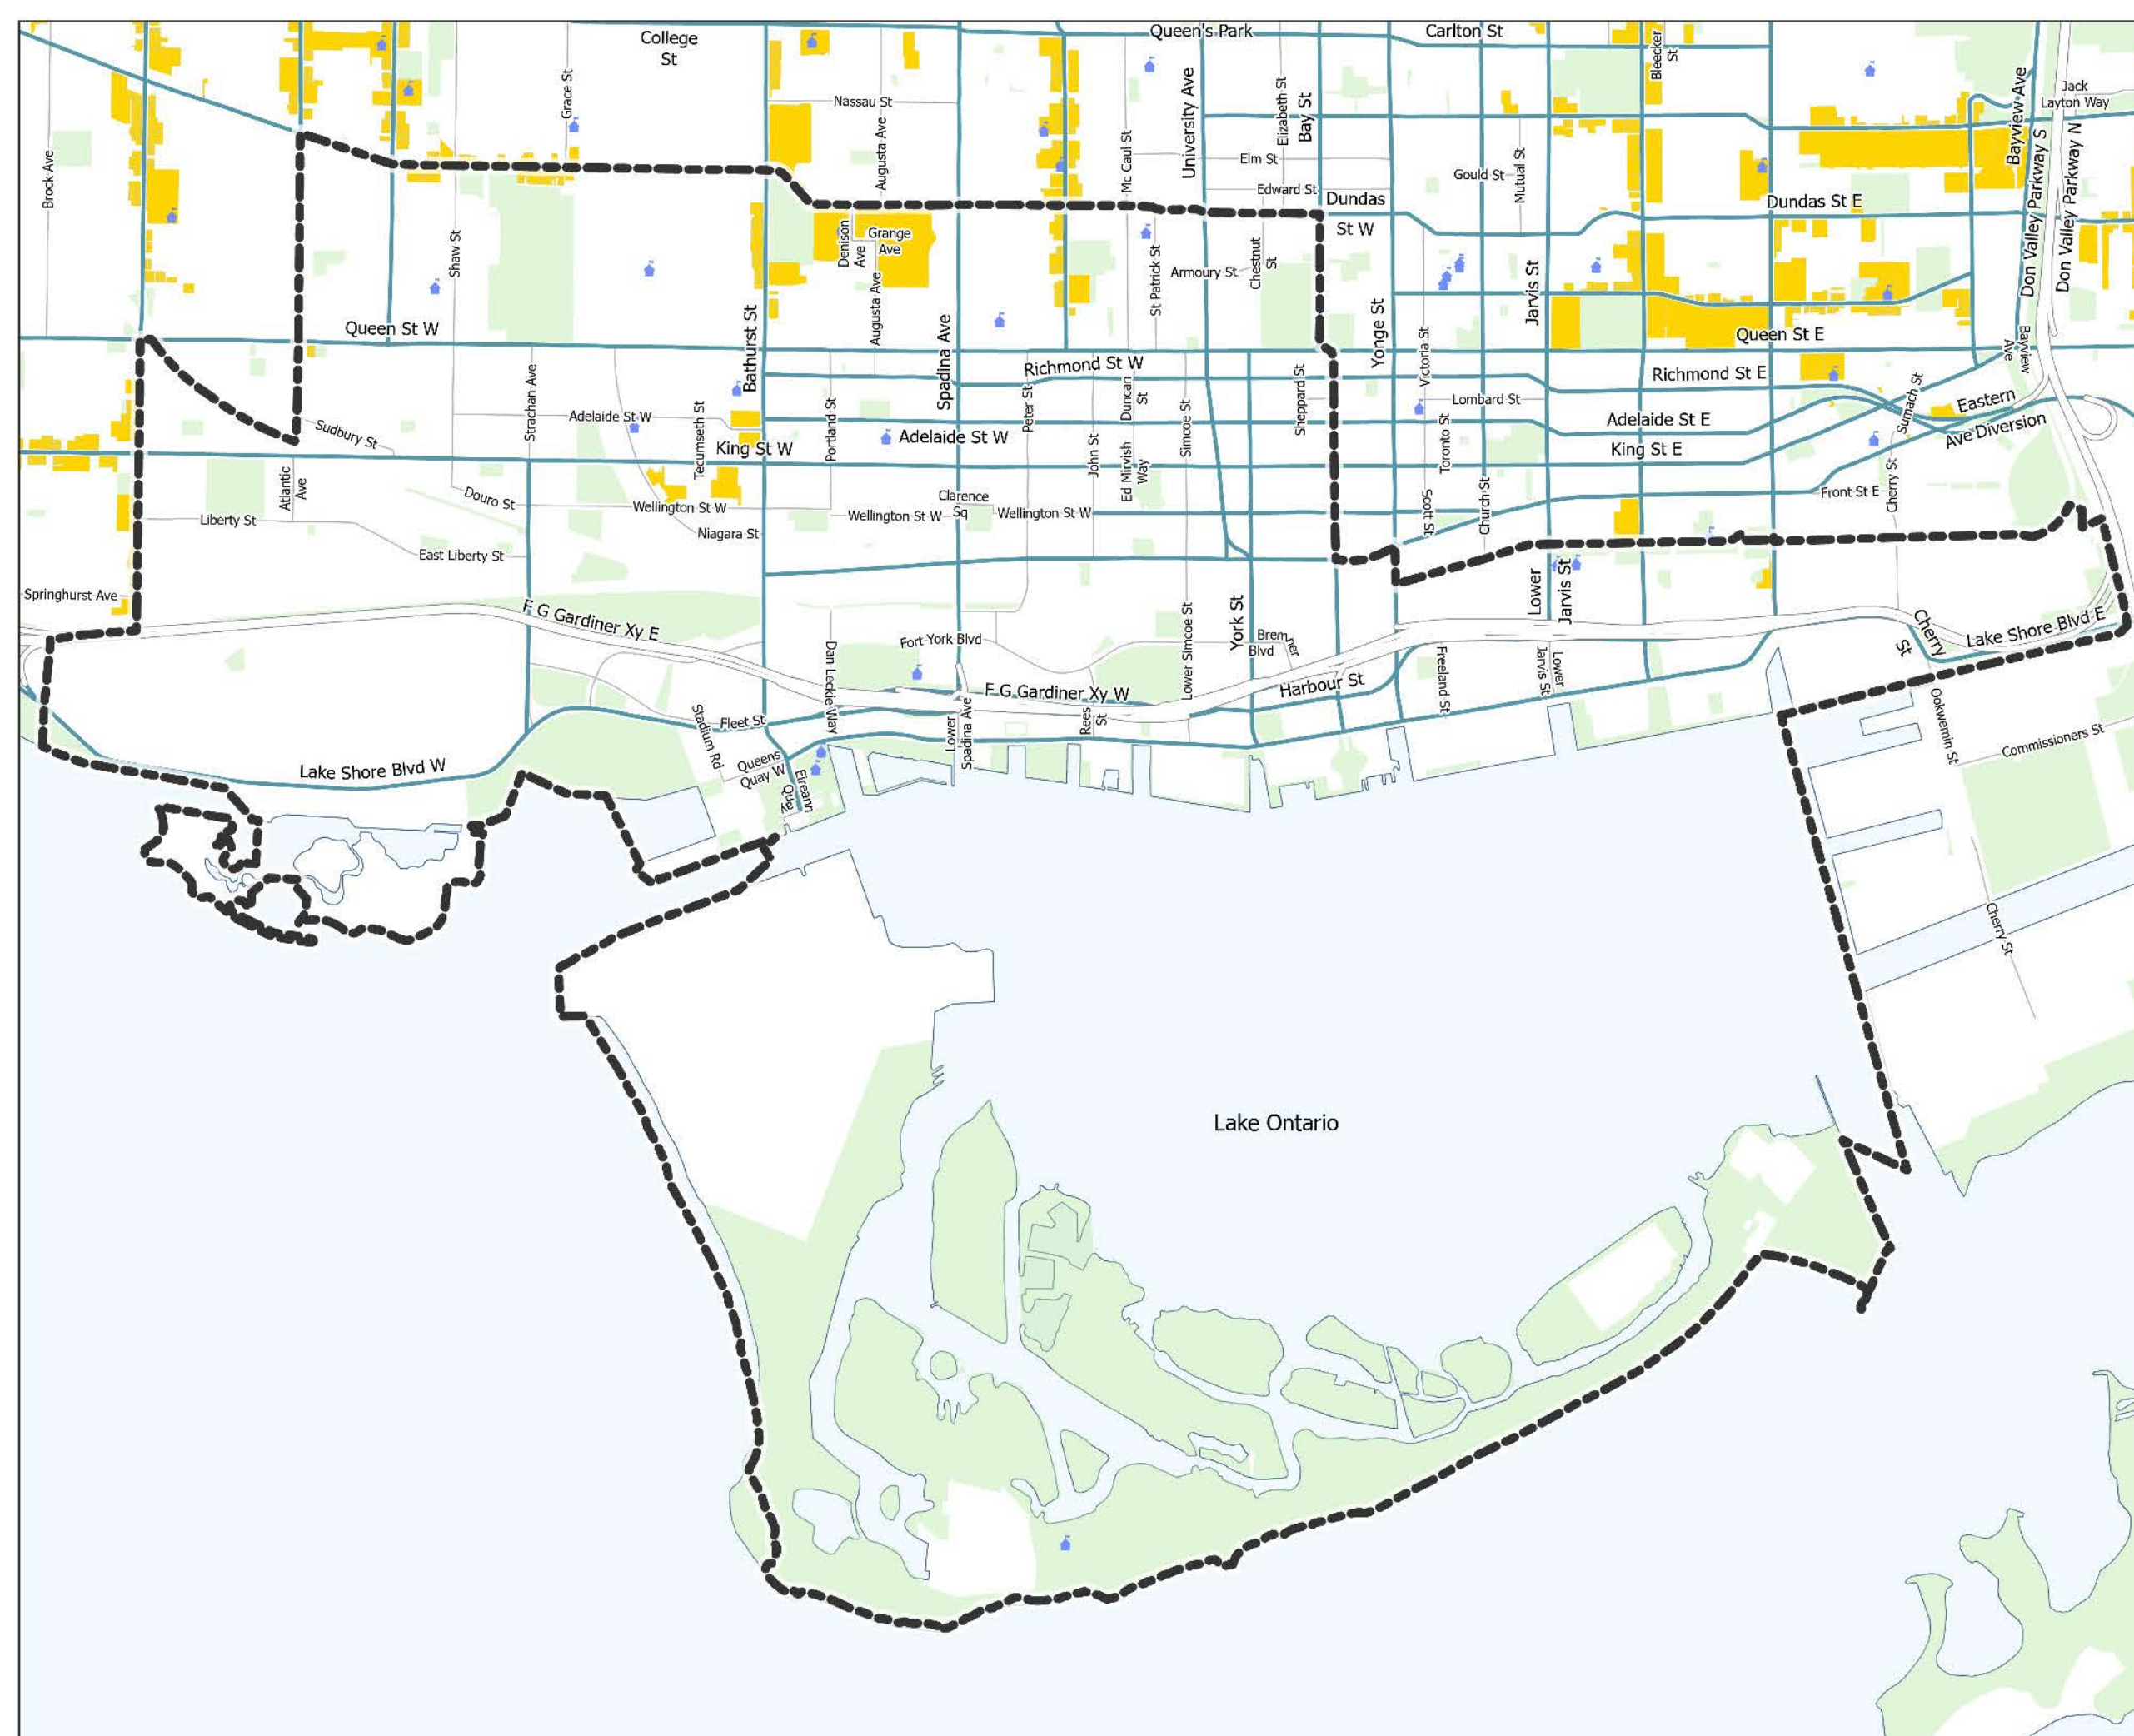 College
St
Queen's Park
Carlton St
Bleecker
St
Jack
Layton Way
Bayview Ave
Don Valley Parkway S
Don Valley Parkway N
Grace St
Nassau St
Augusta Ave
Mc Caul St
University Ave
Elizabeth St
Bay St
Elm St
Edward St
Gould St
Mutual St
Brock Ave
Dundas
St W
Dundas St E
Shaw St
Denison
Ave
Grange
Ave
Augusta Ave
St Patrick St
Armoury St
Chestnut
St
Jarvis St
Queen St W
Bathurst St
Spadina Ave
Yonge St
Victoria St
Queen St E
Bayview
Ave
Richmond St W
Richmond St E
Strachan Ave
Peter St
Duncan
St
Simcoe St
Sheppard St
Lombard St
Sumach St
Eastern
Ave Diversion
Sudbury St
Adelaide St W
Tecumseth St
Portland St
Adelaide St W
Adelaide St E
King St W
King St E
John St
Ed Mirvish
Way
Toronto St
Atlantic
Ave
Douro St
Wellington St W
Clarence
Sq
Wellington St W
Wellington St W
Scott St
Church St
Front St E
Cherry St
Liberty St
East Liberty St
Niagara St
Springhurst Ave
F G Gardiner Xy E
Fort York Blvd
Lower Simcoe St
York St
Bremner
Blvd
Lower
Jarvis St
Cherry
St
Lake Shore Blvd E
Dan Leckie Way
F G Gardiner Xy W
Harbour St
Freeland St
Lower
Jarvis St
Ookwemin St
Commissioners St
Stadium Rd
Fleet St
Lower
Spadina Ave
Rees
St
Queens
Quay W
Eireann
Quay
Lake Shore Blvd W
Cherry St
Lake Ontario